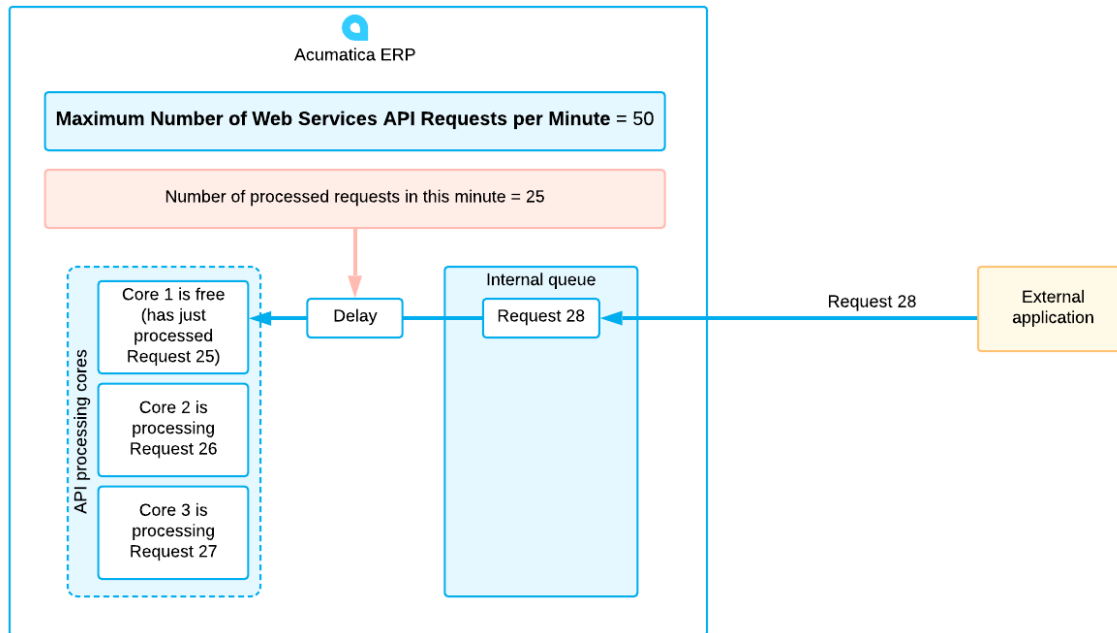 Acumatica ERP
Maximum Number of Web Services API Requests per Minute = 50
Number of processed requests in this minute = 25
API processing cores
Core 1 is free
(has just
processed
Request 25)
Core 2 is
processing
Request 26
Core 3 is
processing
Request 27
Delay
Internal queue
Request 28
Request 28
External
application